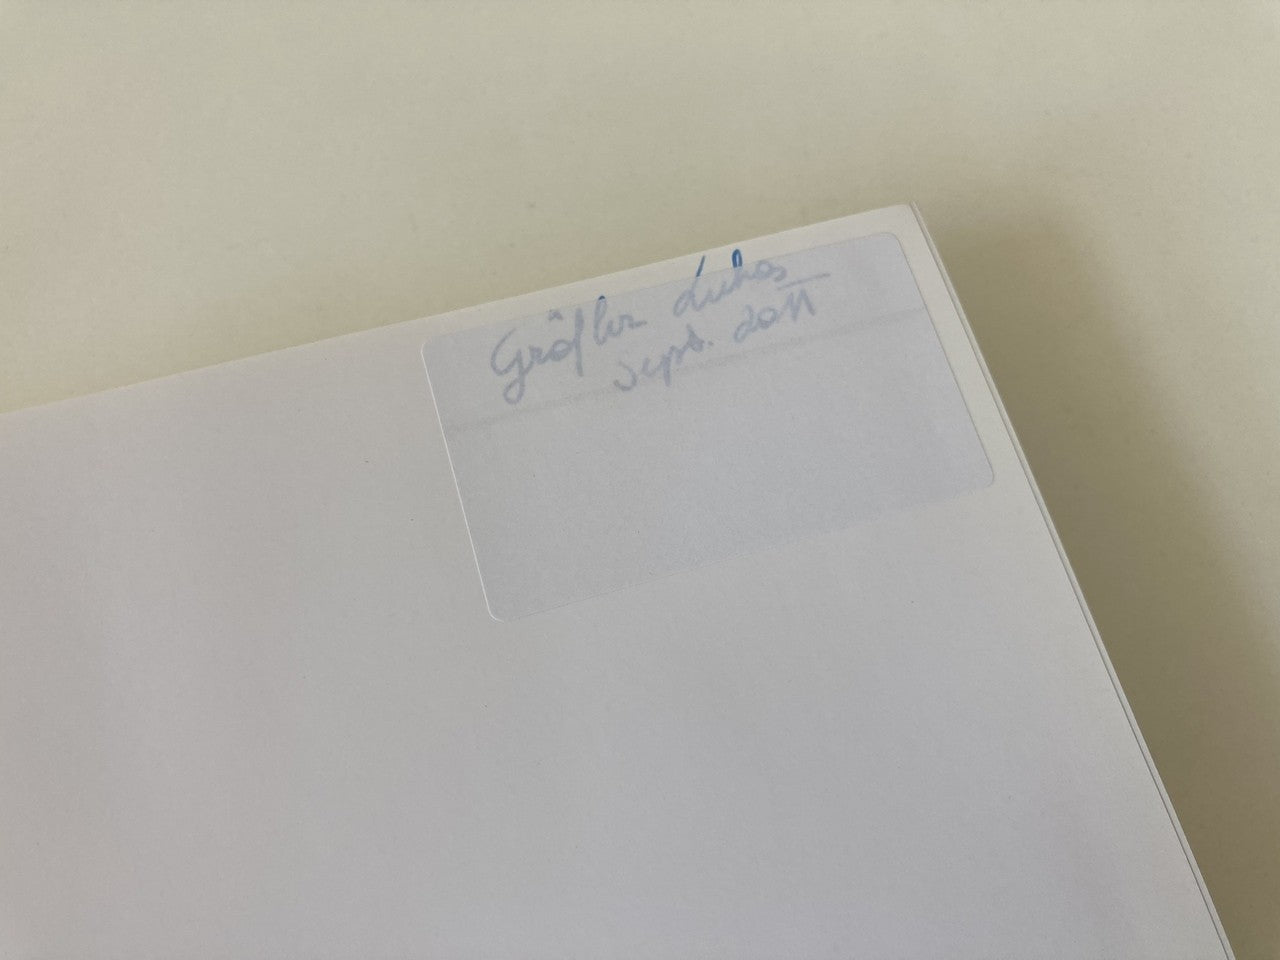 Gräfler Lukas
Sept. 2011